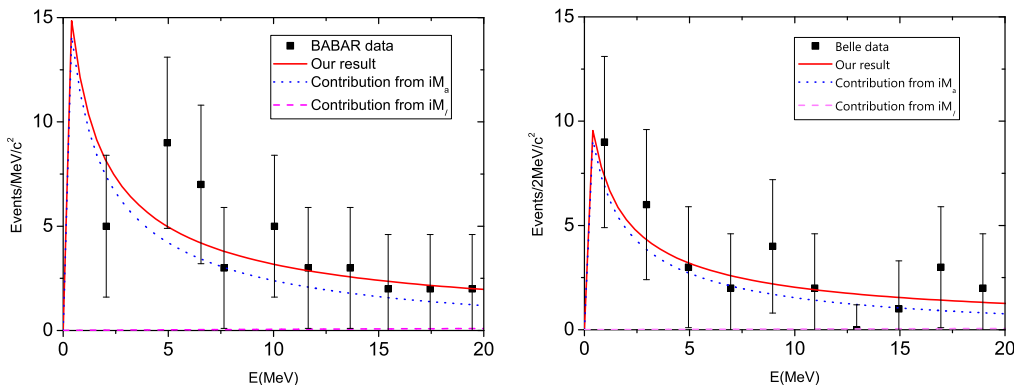 15
10
5
0
Events/MeV/c²
BABAR data
Our result
Contribution from iMₐ
Contribution from iM_/
0 5 10 15 20
E(MeV)
15
10
5
0
Events/2MeV/c²
Belle data
Our result
Contribution from iMₐ
Contribution from iM_/
0 5 10 15 20
E(MeV)